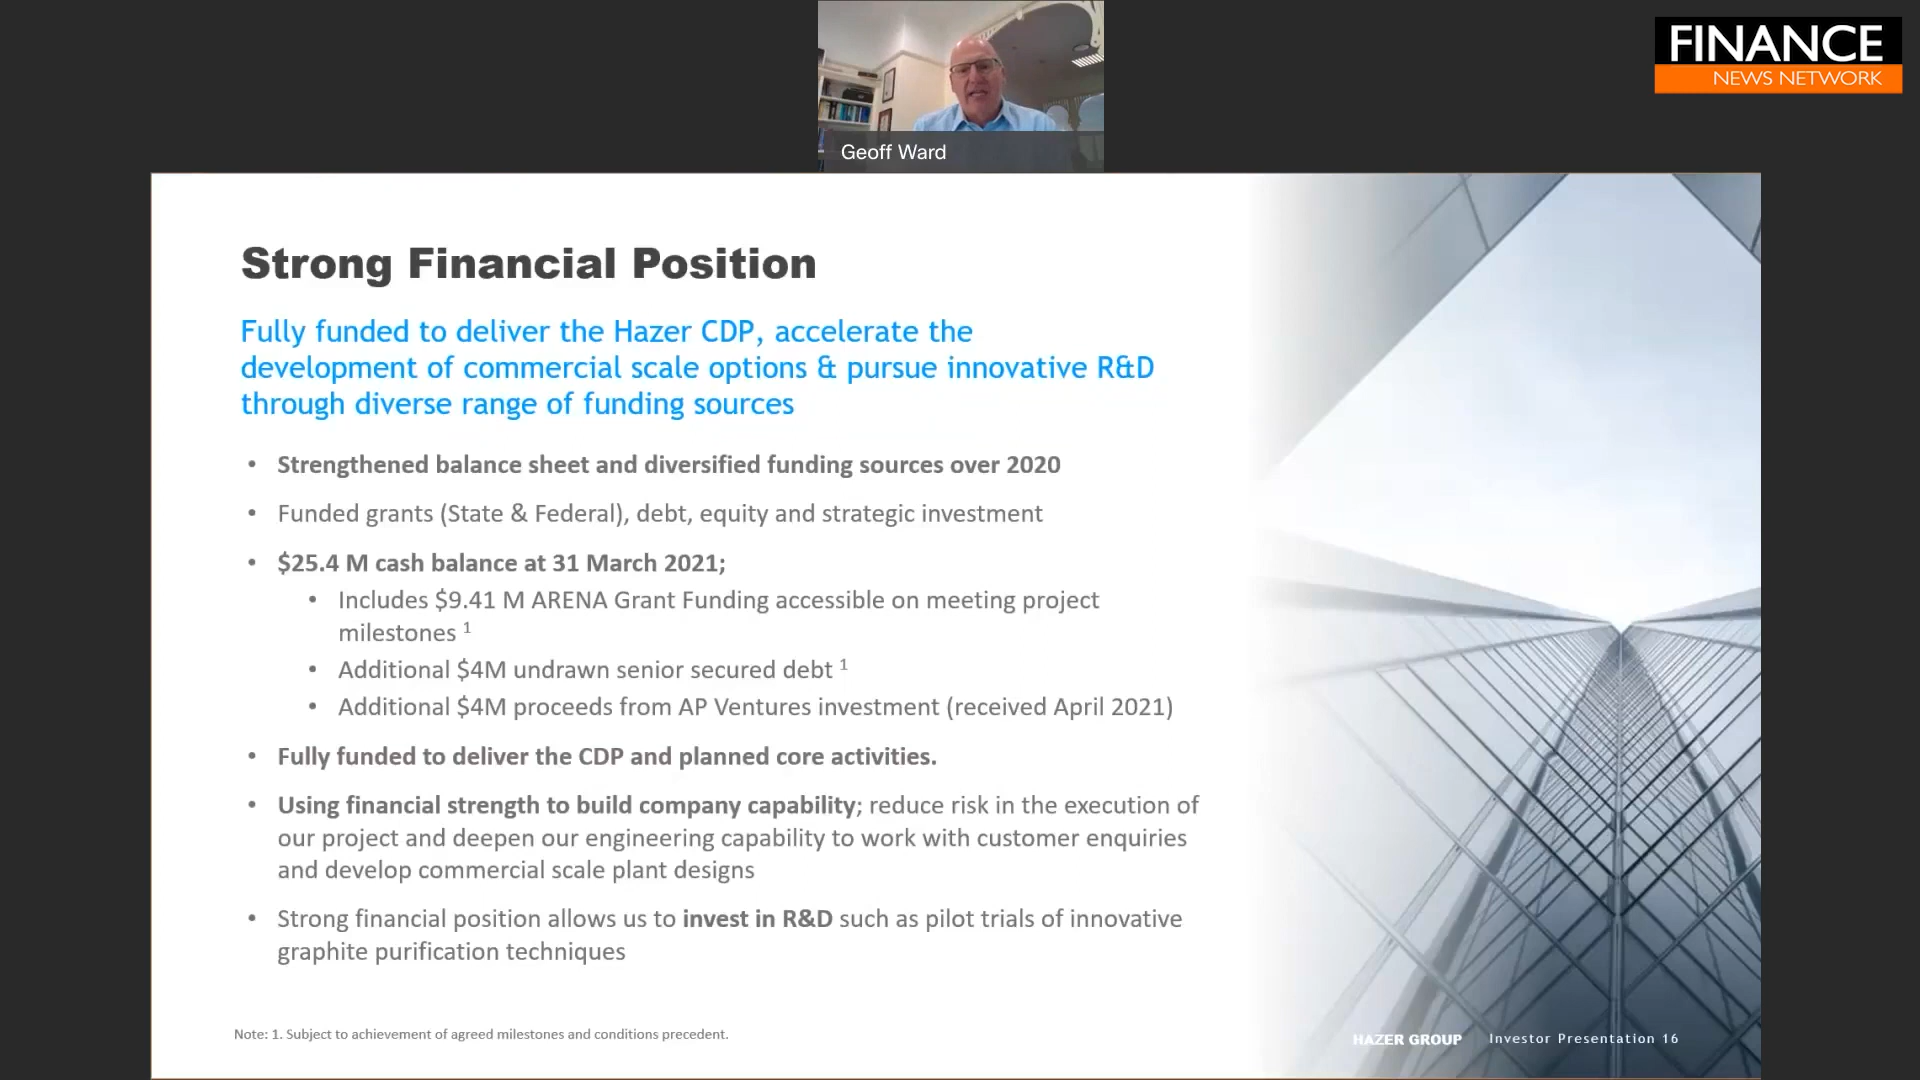 FINANCE
NEWS NETWORK
Geoff Ward
Strong Financial Position
Fully funded to deliver the Hazer CDP, accelerate the
development of commercial scale options & pursue innovative R&D
through diverse range of funding sources
• Strengthened balance sheet and diversified funding sources over 2020
• Funded grants (State & Federal), debt, equity and strategic investment
• $25.4 M cash balance at 31 March 2021;
• Includes $9.41 M ARENA Grant Funding accessible on meeting project
milestones 1
• Additional $4M undrawn senior secured debt 1
• Additional $4M proceeds from AP Ventures investment (received April 2021)
• Fully funded to deliver the CDP and planned core activities.
• Using financial strength to build company capability; reduce risk in the execution of
our project and deepen our engineering capability to work with customer enquiries
and develop commercial scale plant designs
• Strong financial position allows us to invest in R&D such as pilot trials of innovative
graphite purification techniques
Note: 1. Subject to achievement of agreed milestones and conditions precedent.
HAZER GROUP Investor Presentation 16